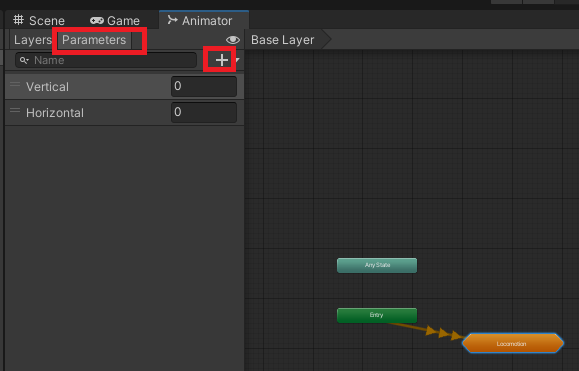 Scene Game Animator
Layers Parameters Base Layer
Name
Vertical 0
Horizontal 0
Any State
Entry
Locomotion